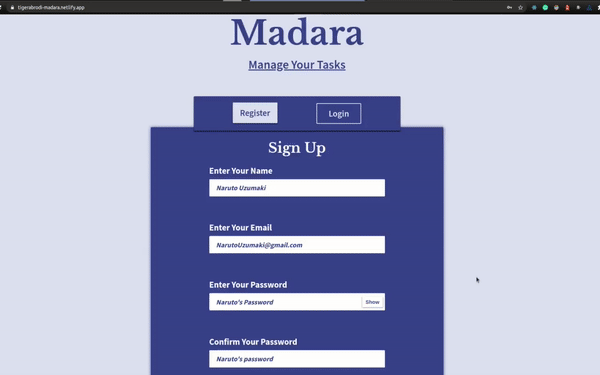 tigerabrodi-madara.netlify.app
Madara
Manage Your Tasks
Register
Login
Sign Up
Enter Your Name
Naruto Uzumaki
Enter Your Email
NarutoUzumaki@gmail.com
Enter Your Password
Naruto's Password
Show
Confirm Your Password
Naruto's password